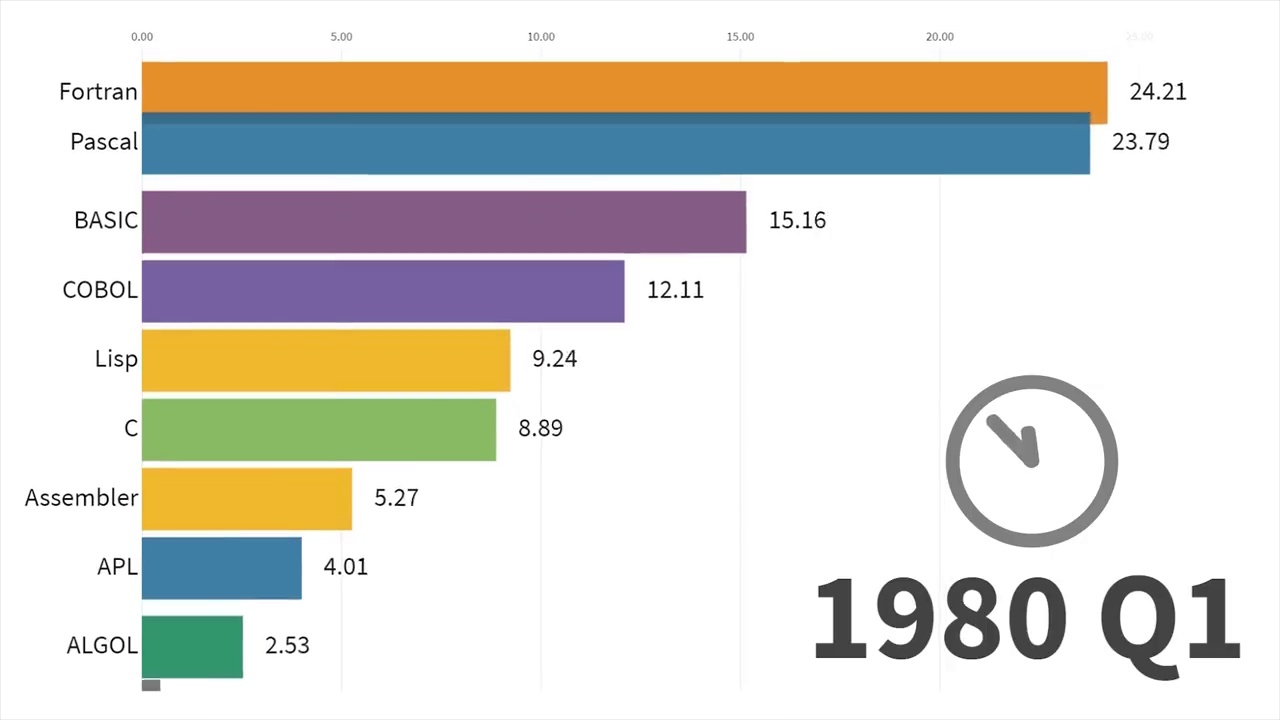 0.00 5.00 10.00 15.00 20.00 25.00
Fortran 24.21
Pascal 23.79
BASIC 15.16
COBOL 12.11
Lisp 9.24
C 8.89
Assembler 5.27
APL 4.01
ALGOL 2.53
1980 Q1